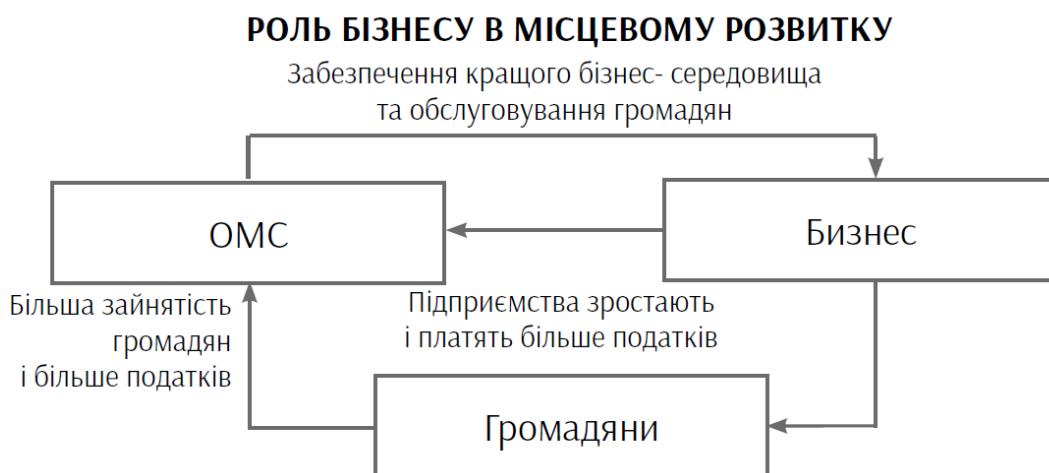 РОЛЬ БІЗНЕСУ В МІСЦЕВОМУ РОЗВИТКУ
Забезпечення кращого бізнес- середовища
та обслуговування громадян
ОМС
Бизнес
Більша зайнятість
громадян
і більше податків
Підприємства зростають
і платять більше податків
Громадяни